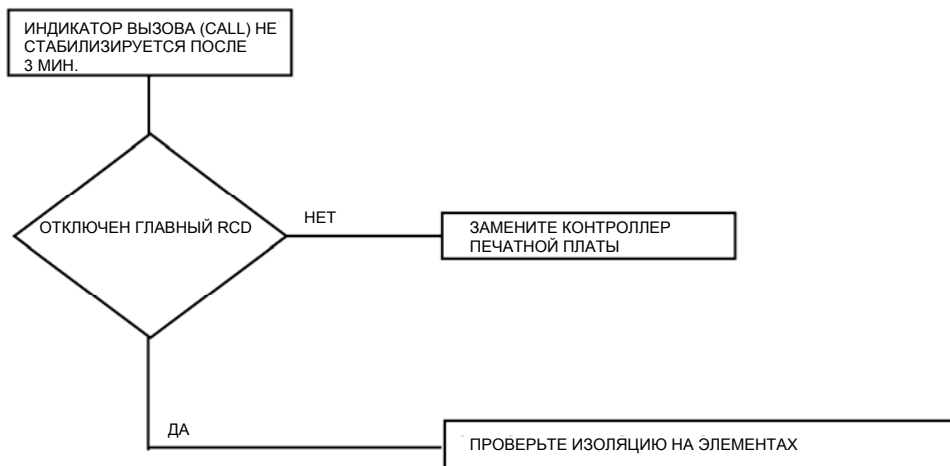 ИНДИКАТОР ВЫЗОВА (CALL) НЕ
СТАБИЛИЗИРУЕТСЯ ПОСЛЕ
3 МИН.
ОТКЛЮЧЕН ГЛАВНЫЙ RCD
НЕТ
ЗАМЕНИТЕ КОНТРОЛЛЕР
ПЕЧАТНОЙ ПЛАТЫ
ДА
ПРОВЕРЬТЕ ИЗОЛЯЦИЮ НА ЭЛЕМЕНТАХ